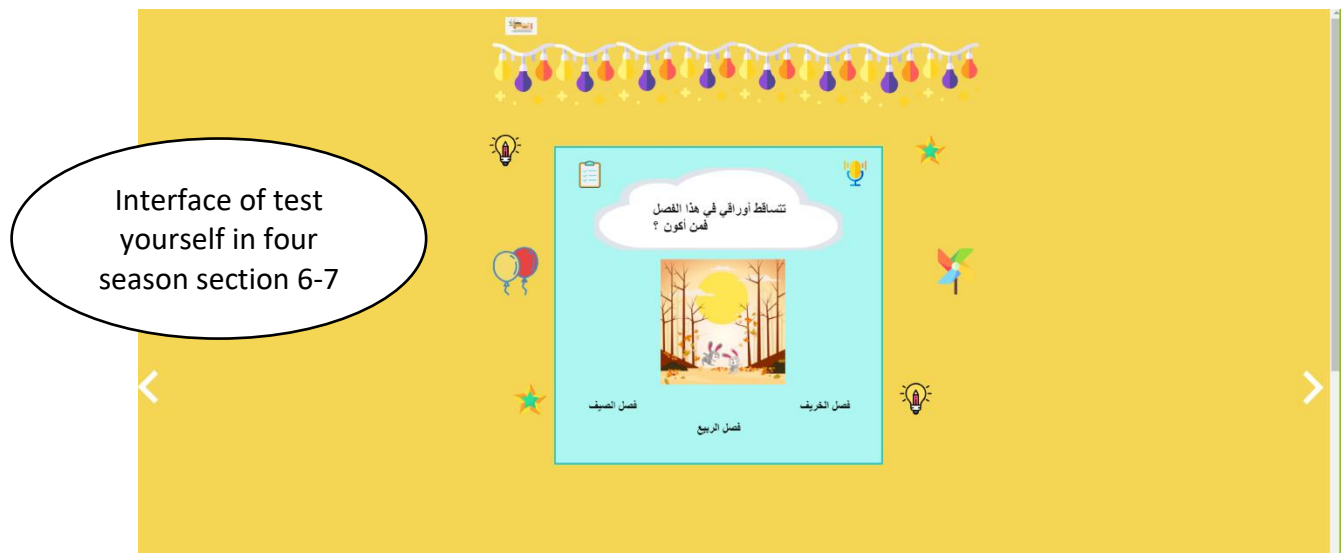 Interface of test
yourself in four
season section 6-7
تتساقط أوراقي في هذا الفصل
فمن أكون ؟
فصل الخريف
فصل الصيف
فصل الربيع